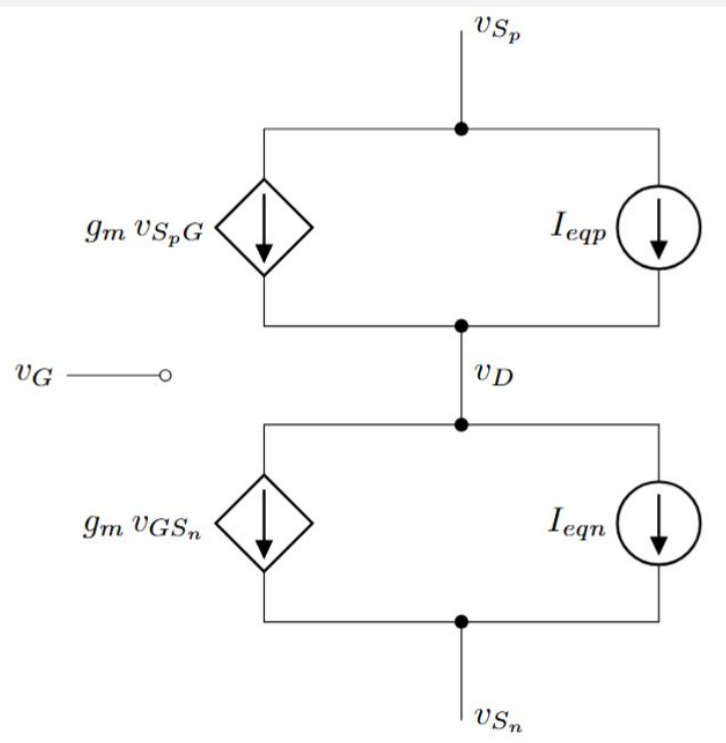 v_{S_p}
g_m v_{S_pG}
I_{eqp}
v_G
v_D
g_m v_{GS_n}
I_{eqn}
v_{S_n}